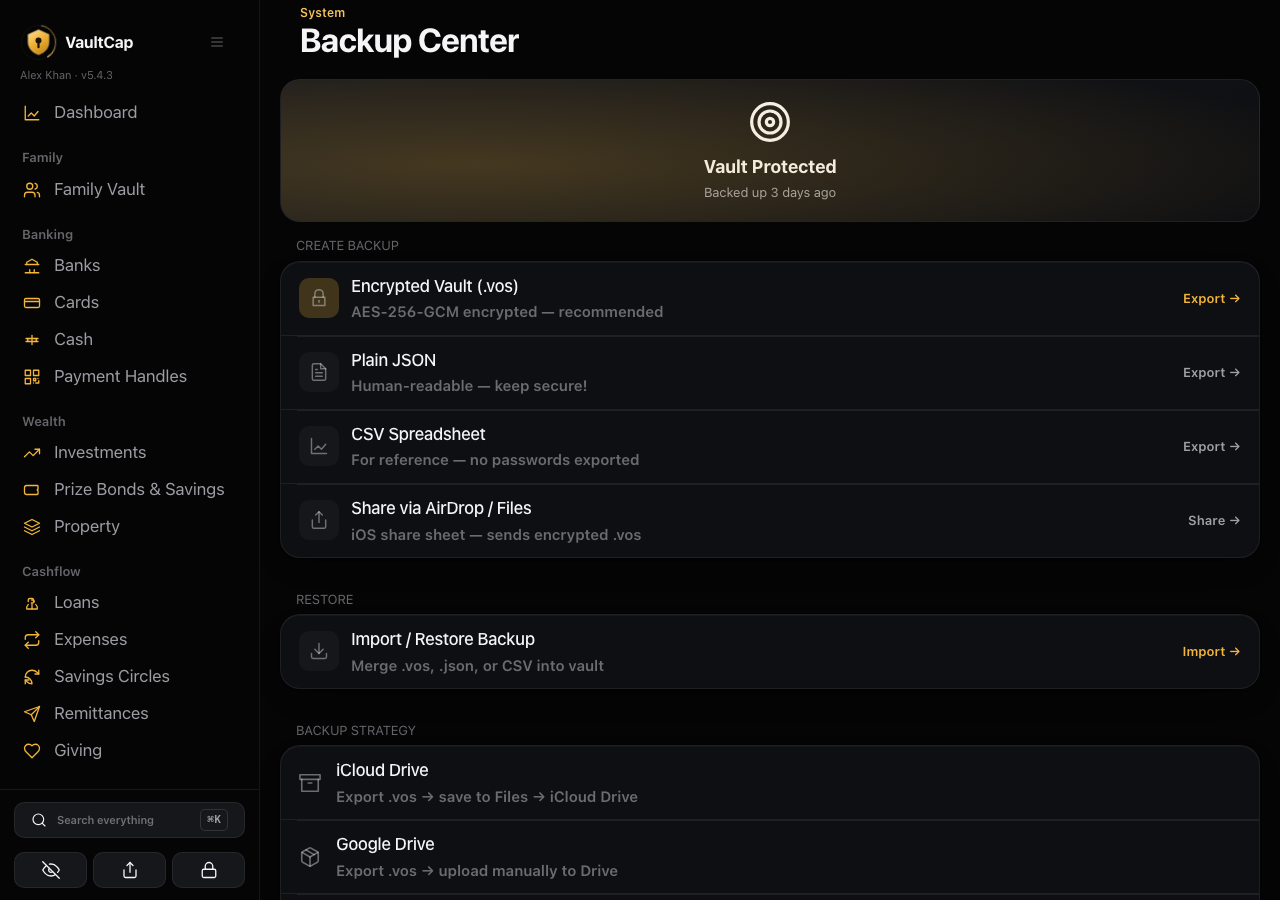 VaultCap
Alex Khan · v5.4.3
Dashboard
Family
Family Vault
Banking
Banks
Cards
Cash
Payment Handles
Wealth
Investments
Prize Bonds & Savings
Property
Cashflow
Loans
Expenses
Savings Circles
Remittances
Giving
Search everything
⌘K
System
Backup Center
Vault Protected
Backed up 3 days ago
CREATE BACKUP
Encrypted Vault (.vos)
AES-256-GCM encrypted — recommended
Export →
Plain JSON
Human-readable — keep secure!
Export →
CSV Spreadsheet
For reference — no passwords exported
Export →
Share via AirDrop / Files
iOS share sheet — sends encrypted .vos
Share →
RESTORE
Import / Restore Backup
Merge .vos, .json, or CSV into vault
Import →
BACKUP STRATEGY
iCloud Drive
Export .vos → save to Files → iCloud Drive
Google Drive
Export .vos → upload manually to Drive